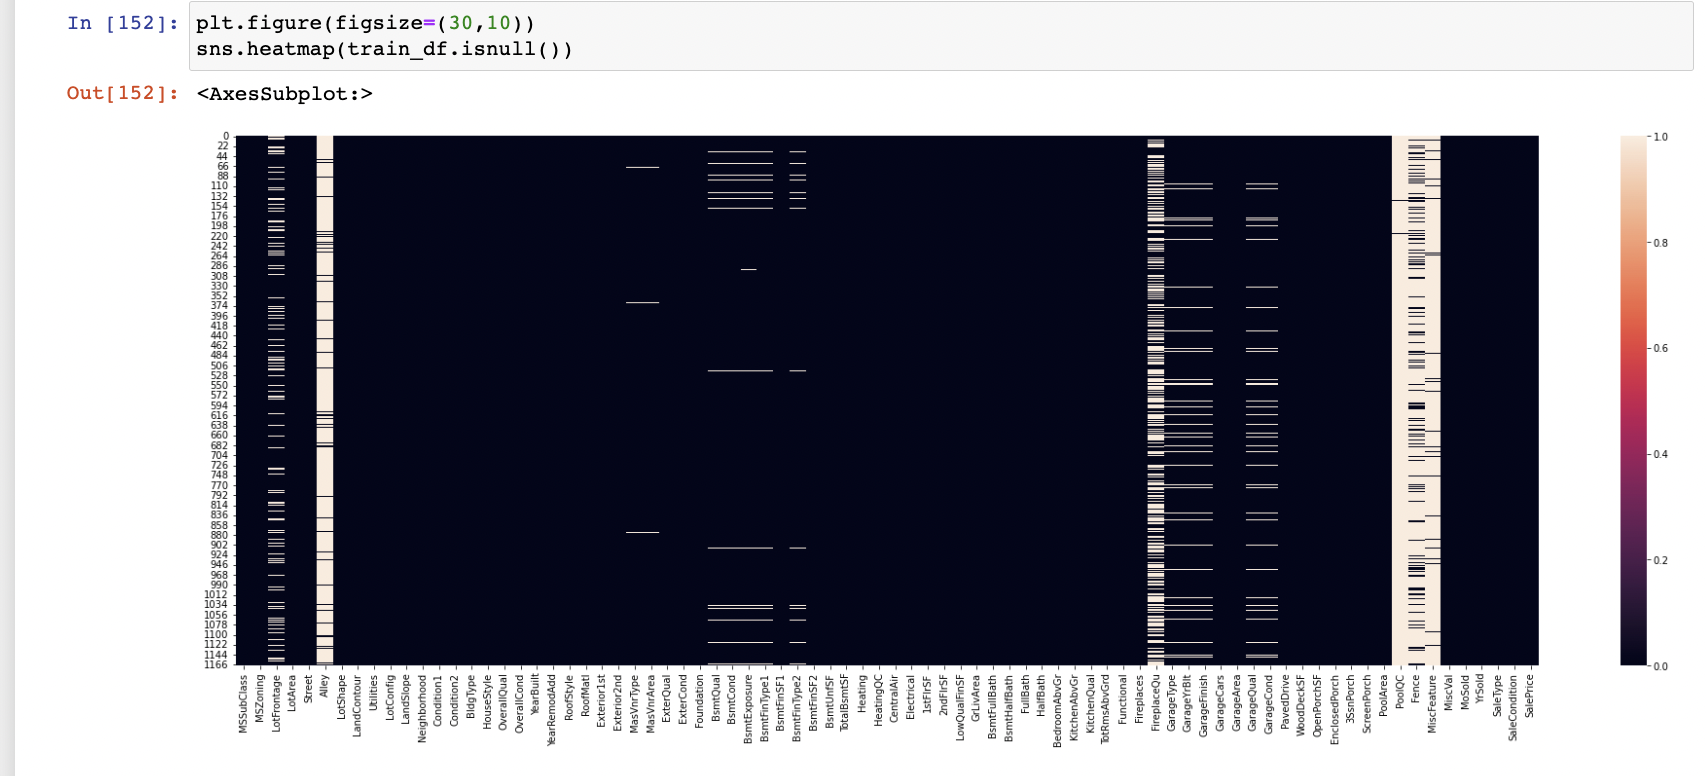 In [152]: plt.figure(figsize=(30,10))
sns.heatmap(train_df.isnull())
Out[152]: <AxesSubplot:>
0
22
44
66
88
110
132
154
176
198
220
242
264
286
308
330
352
374
396
418
440
462
484
506
528
550
572
594
616
638
660
682
704
726
748
770
792
814
836
858
880
902
924
946
968
990
1012
1034
1056
1078
1100
1122
1144
1166
1.0
0.8
0.6
0.4
0.2
0.0
MSSubClass
MSZoning
LotFrontage
LotArea
Street
Alley
LotShape
LandContour
Utilities
LotConfig
LandSlope
Neighborhood
Condition1
Condition2
BldgType
HouseStyle
OverallQual
OverallCond
YearBuilt
YearRemodAdd
RoofStyle
RoofMatl
Exterior1st
Exterior2nd
MasVnrType
MasVnrArea
ExterQual
ExterCond
Foundation
BsmtQual
BsmtCond
BsmtExposure
BsmtFinType1
BsmtFinSF1
BsmtFinType2
BsmtFinSF2
BsmtUnfSF
TotalBsmtSF
Heating
HeatingQC
CentralAir
Electrical
1stFlrSF
2ndFlrSF
LowQualFinSF
GrLivArea
BsmtFullBath
BsmtHalfBath
FullBath
HalfBath
BedroomAbvGr
KitchenAbvGr
KitchenQual
TotRmsAbvGrd
Functional
Fireplaces
FireplaceQu
GarageType
GarageYrBlt
GarageFinish
GarageCars
GarageArea
GarageQual
GarageCond
PavedDrive
WoodDeckSF
OpenPorchSF
EnclosedPorch
3SsnPorch
ScreenPorch
PoolArea
PoolQC
Fence
MiscFeature
MiscVal
MoSold
YrSold
SaleType
SaleCondition
SalePrice